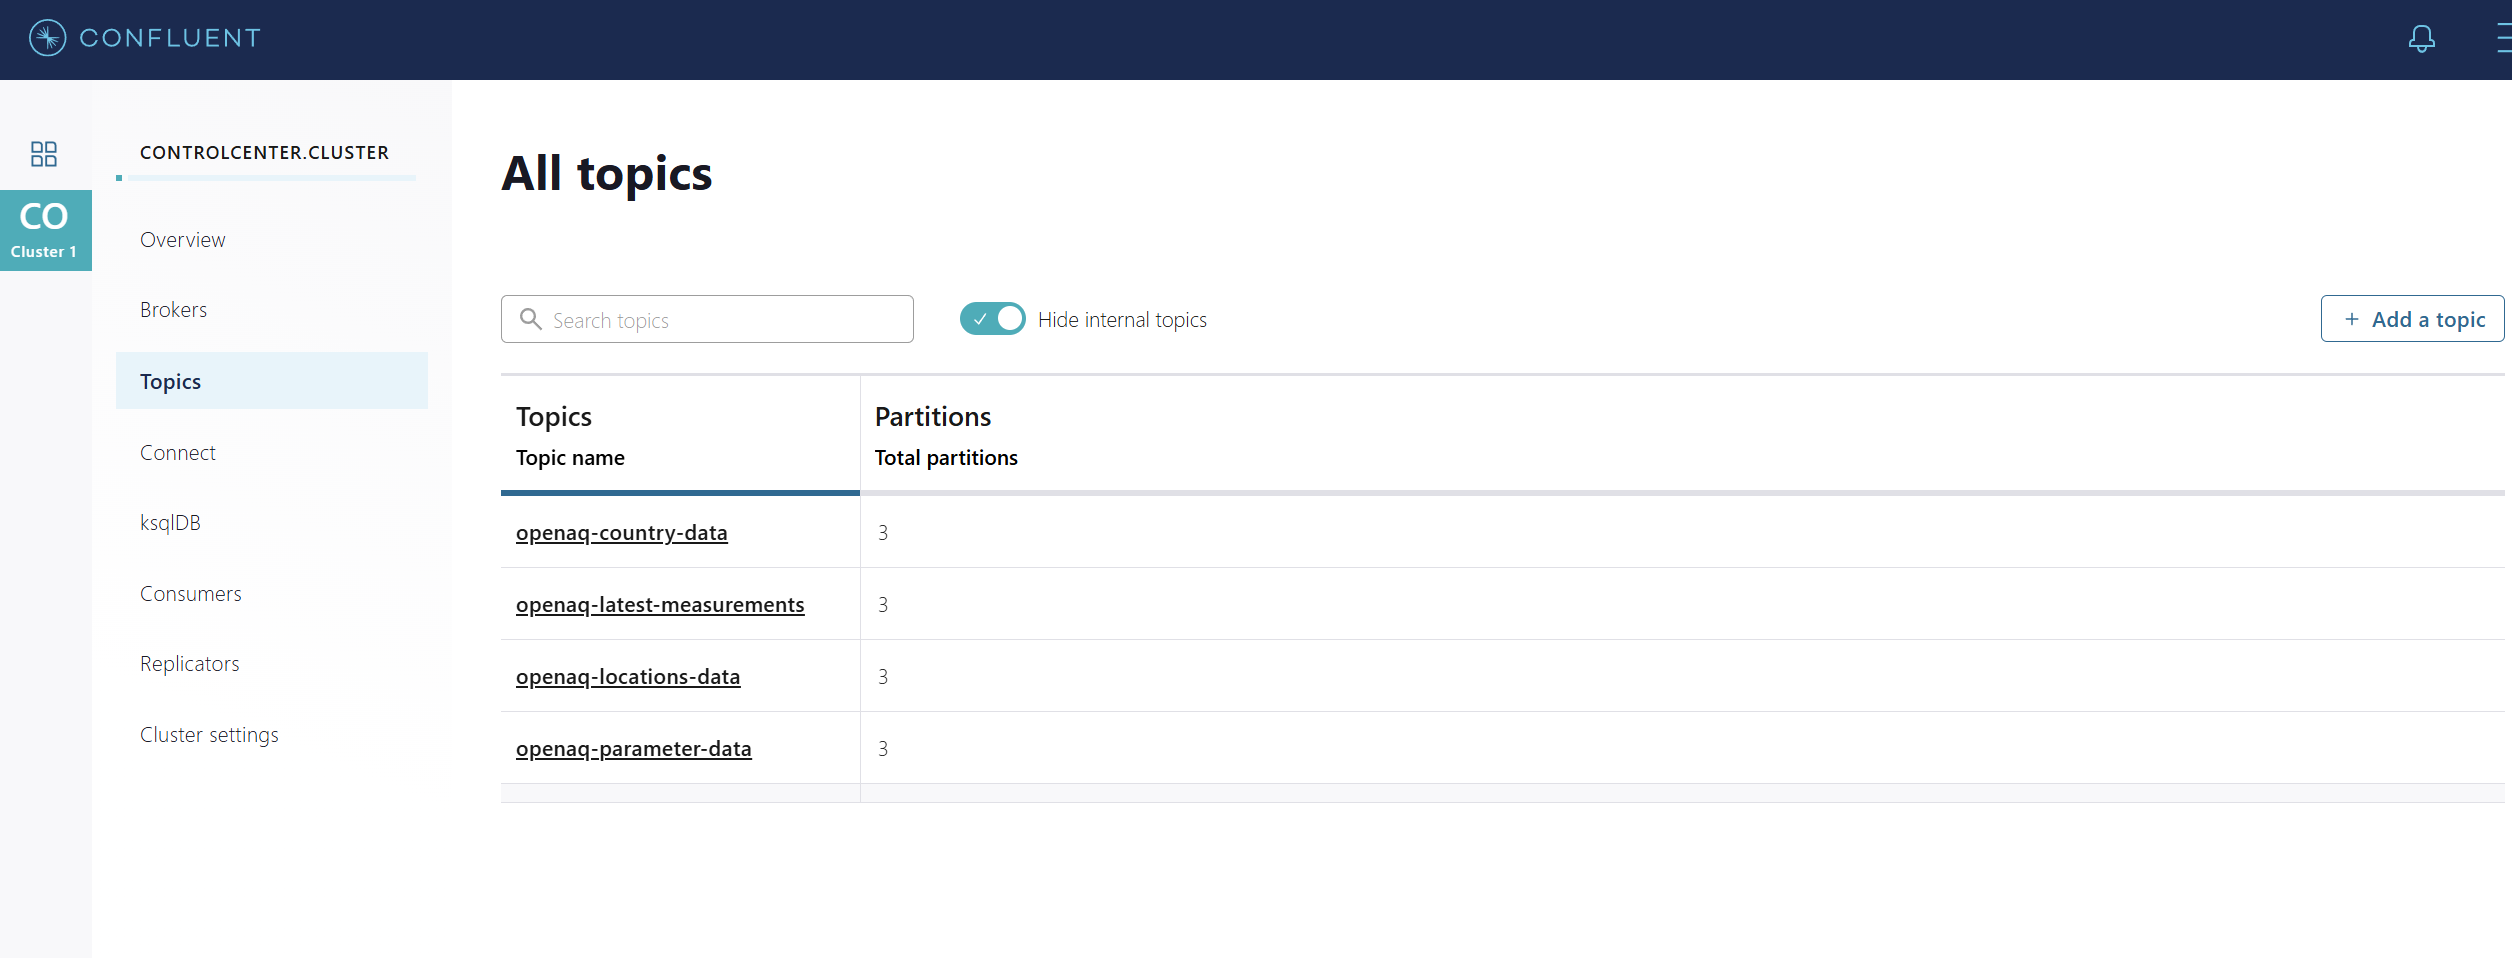 CONFLUENT
CONTROLCENTER.CLUSTER
CO
Cluster 1
Overview
Brokers
Topics
Connect
ksqlDB
Consumers
Replicators
Cluster settings
All topics
Search topics
Hide internal topics
+ Add a topic
Topics Partitions
Topic name Total partitions
openaq-country-data 3
openaq-latest-measurements 3
openaq-locations-data 3
openaq-parameter-data 3